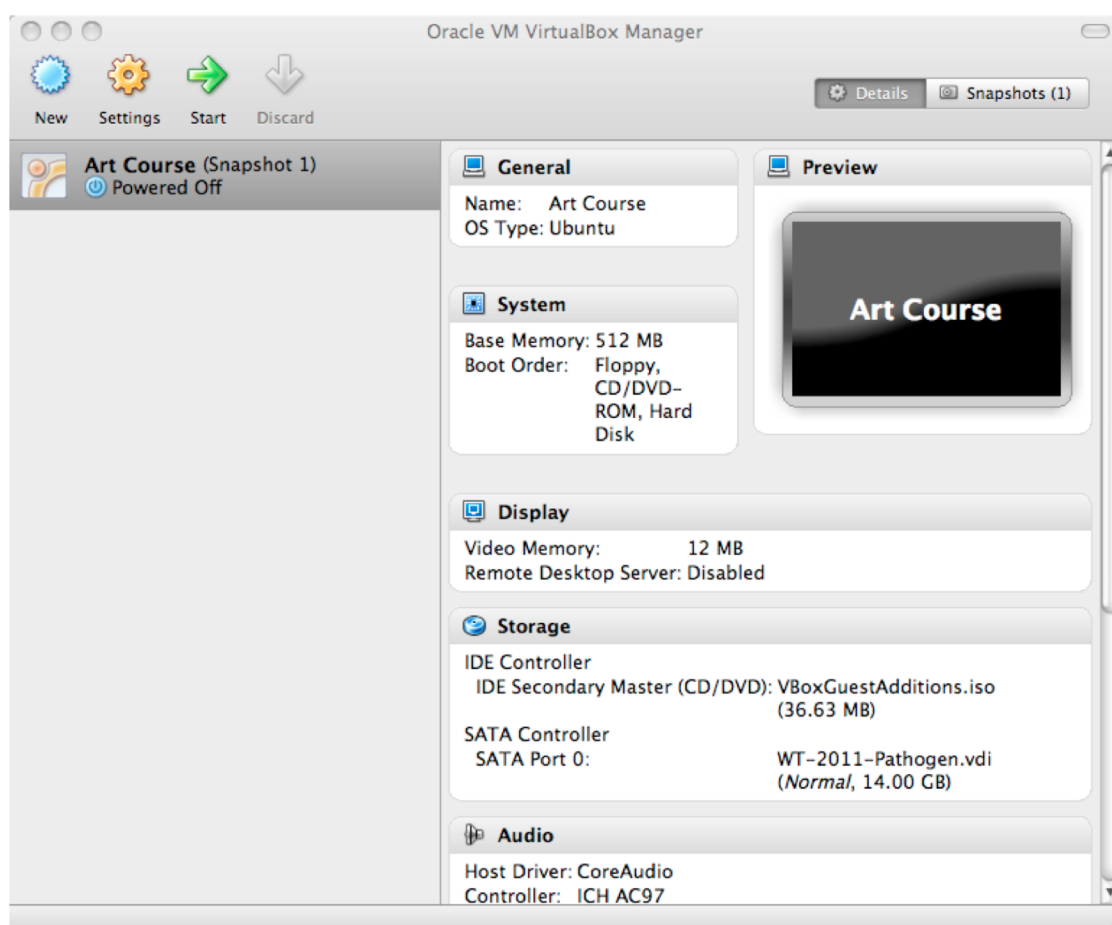 Oracle VM VirtualBox Manager
New Settings Start Discard
Details Snapshots (1)
Art Course (Snapshot 1)
Powered Off
General
Name: Art Course
OS Type: Ubuntu
Preview
Art Course
System
Base Memory: 512 MB
Boot Order: Floppy,
CD/DVD-
ROM, Hard
Disk
Display
Video Memory: 12 MB
Remote Desktop Server: Disabled
Storage
IDE Controller
IDE Secondary Master (CD/DVD): VBoxGuestAdditions.iso
(36.63 MB)
SATA Controller
SATA Port 0: WT-2011-Pathogen.vdi
(Normal, 14.00 GB)
Audio
Host Driver: CoreAudio
Controller: ICH AC97